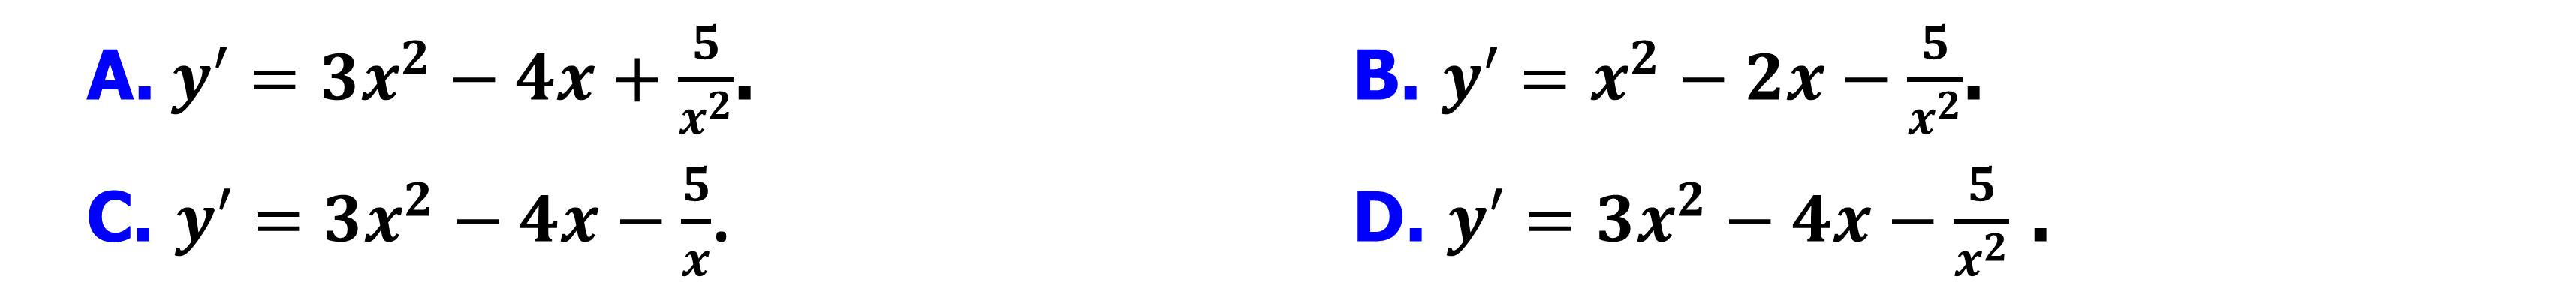 A. y′ = 3x² − 4x + 5/x². B. y′ = x² − 2x − 5/x².
C. y′ = 3x² − 4x − 5/x. D. y′ = 3x² − 4x − 5/x² .